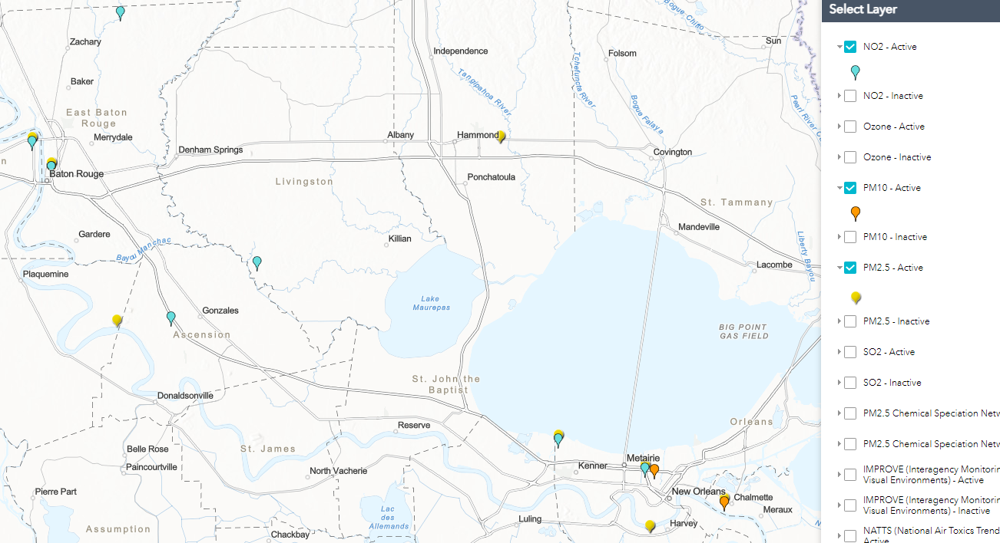 Select Layer
NO2 - Active
NO2 - Inactive
Ozone - Active
Ozone - Inactive
PM10 - Active
PM10 - Inactive
PM2.5 - Active
PM2.5 - Inactive
SO2 - Active
SO2 - Inactive
PM2.5 Chemical Speciation Netw
PM2.5 Chemical Speciation Netw
IMPROVE (Interagency Monitorin
Visual Environments) - Active
IMPROVE (Interagency Monitorin
Visual Environments) - Inactive
NATTS (National Air Toxics Trend
Active
Bogue Chitto
Sun
Zachary
Independence
Folsom
Baker
Tangipahoa River
Tchefuncta River
Bogue Falaya
Pearl River C
East Baton
Rouge
Merrydale
Albany
Hammond
Denham Springs
Covington
n
Baton Rouge
Livingston
Ponchatoula
St. Tammany
Mandeville
Gardere
Killian
Bayou Manchac
Liberty Bayou
Lacombe
Plaquemine
Lake
Maurepas
Gonzales
Ascension
BIG POINT
GAS FIELD
St. John the
Baptist
Donaldsonville
Orleans
Reserve
Belle Rose
St. James
Metairie
Paincourtville
Kenner
North Vacherie
Pierre Part
New Orleans
Chalmette
Meraux
Lac
des
Allemands
Luling
Harvey
Assumption
Chackbay
M